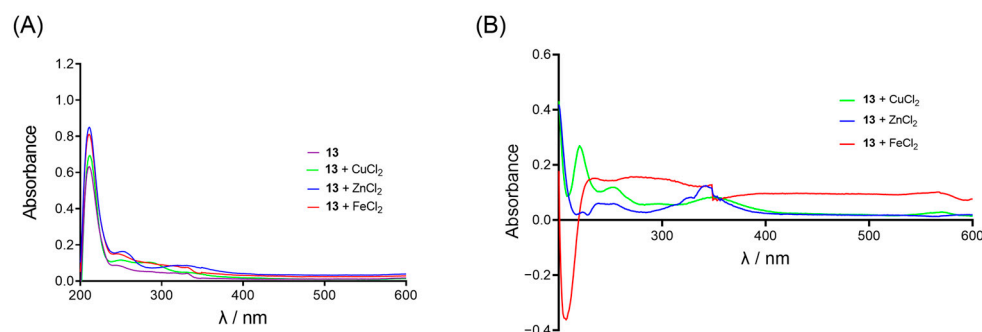 (A)
Absorbance
1.2
1.0
0.8
0.6
0.4
0.2
0.0
200
300
400
500
600
λ / nm
13
13 + CuCl₂
13 + ZnCl₂
13 + FeCl₂
(B)
Absorbance
0.6
0.4
0.2
0.0
−0.2
−0.4
300
400
500
600
λ / nm
13 + CuCl₂
13 + ZnCl₂
13 + FeCl₂